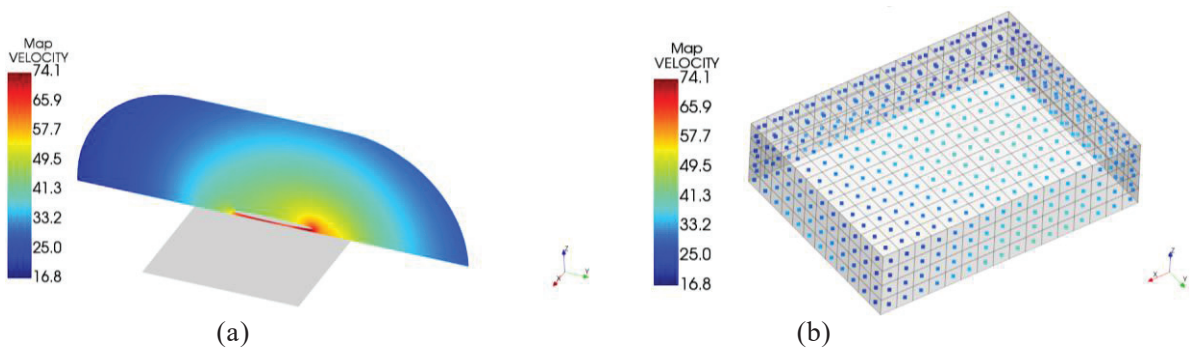 Map
VELOCITY
74.1
65.9
57.7
49.5
41.3
33.2
25.0
16.8
Z
X
Y
(a)
Map
VELOCITY
74.1
65.9
57.7
49.5
41.3
33.2
25.0
16.8
Z
X
Y
(b)